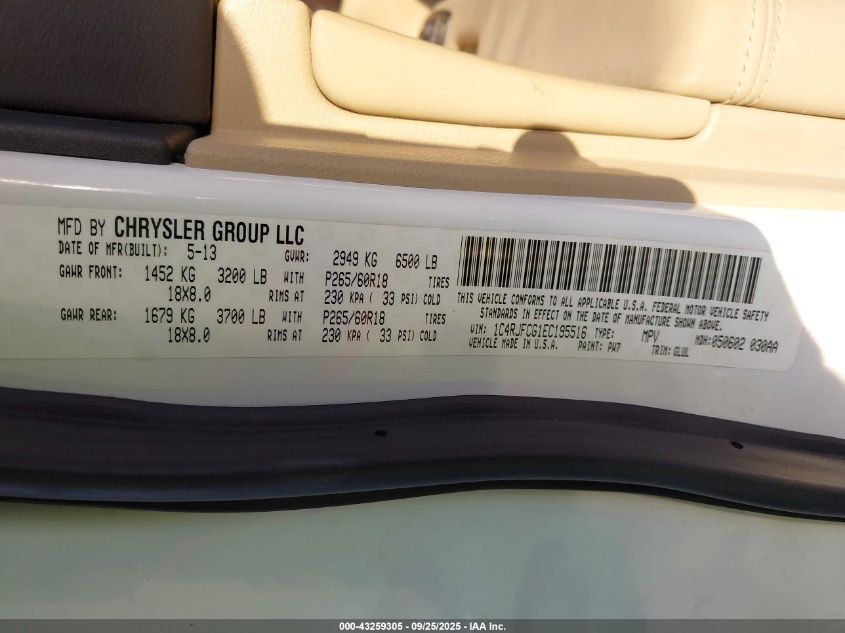 MFD BY CHRYSLER GROUP LLC
DATE OF MFR(BUILT): 5-13 GVWR: 2949 KG 6500 LB
GAWR FRONT: 1452 KG 3200 LB WITH P265/60R18 TIRES
18X8.0 RIMS AT 230 KPA ( 33 PSI) COLD
GAWR REAR: 1679 KG 3700 LB WITH P265/60R18 TIRES
18X8.0 RIMS AT 230 KPA ( 33 PSI) COLD
THIS VEHICLE CONFORMS TO ALL APPLICABLE U.S.A. FEDERAL MOTOR VEHICLE SAFETY
STANDARDS IN EFFECT ON THE DATE OF MANUFACTURE SHOWN ABOVE.
VIN: 1C4RJFCG1EC195516 TYPE: MPV MDH:050602 030AA
MADE IN U.S.A. PAINT: PW7 TRIM: GLUL
000-43259305 - 09/25/2025 - IAA Inc.